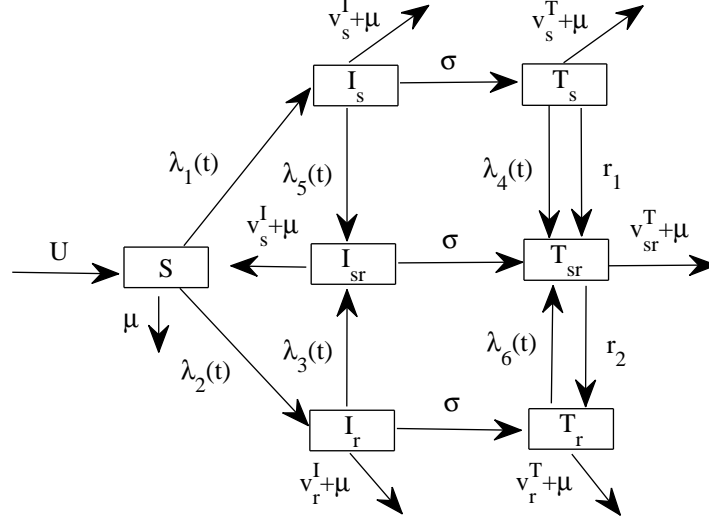 v_s^I+μ
v_s^T+μ
I_s
σ
T_s
λ_1(t)
λ_5(t)
λ_4(t)
r_1
U
S
v_s^I+μ
I_sr
σ
T_sr
v_sr^T+μ
μ
λ_2(t)
λ_3(t)
λ_6(t)
r_2
I_r
σ
T_r
v_r^I+μ
v_r^T+μ